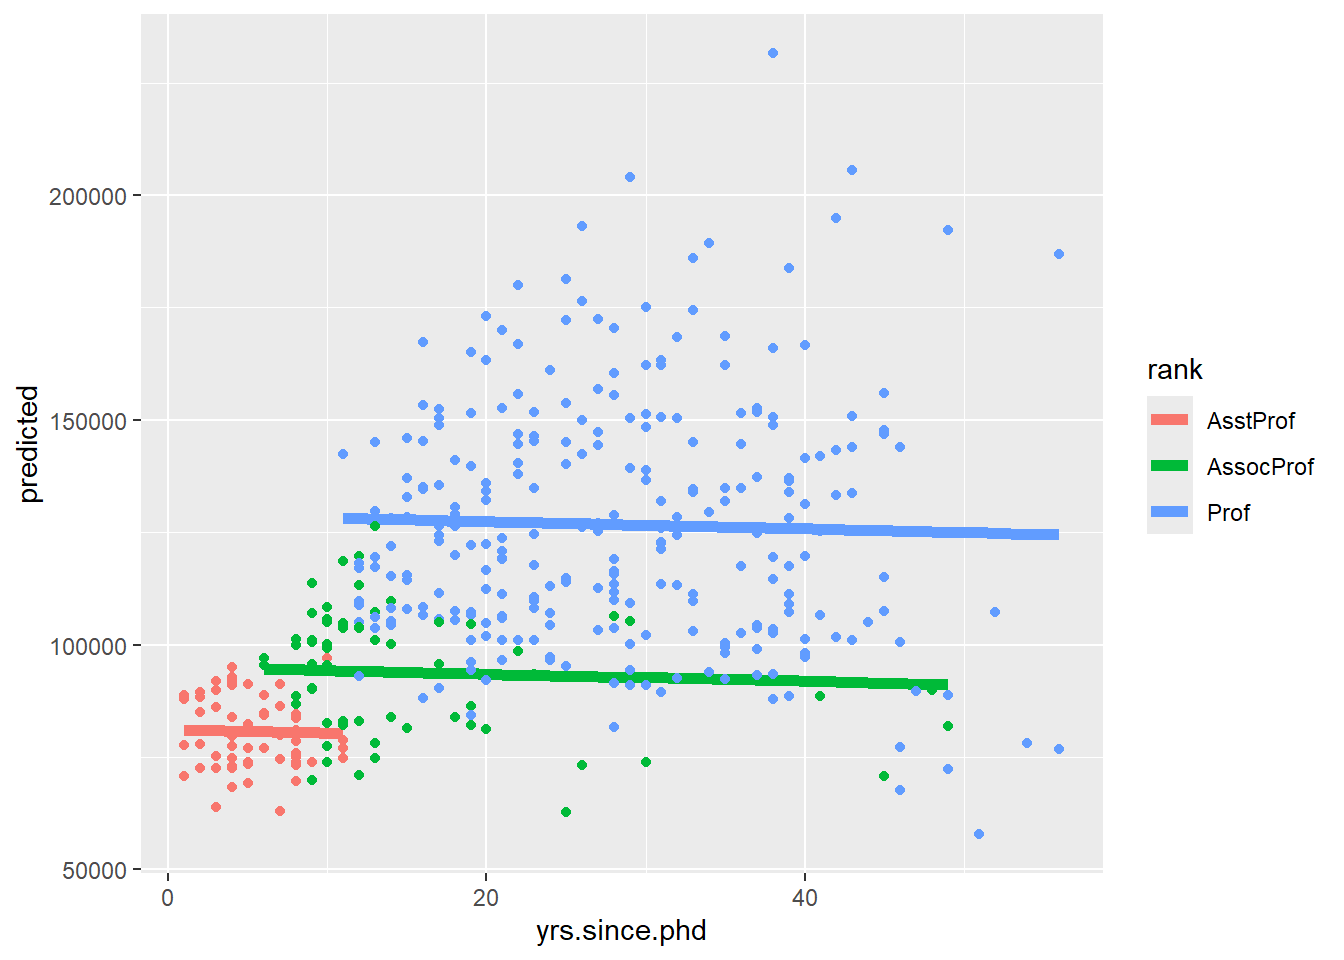 200000
150000
100000
50000
predicted
0
20
40
yrs.since.phd
rank
AsstProf
AssocProf
Prof